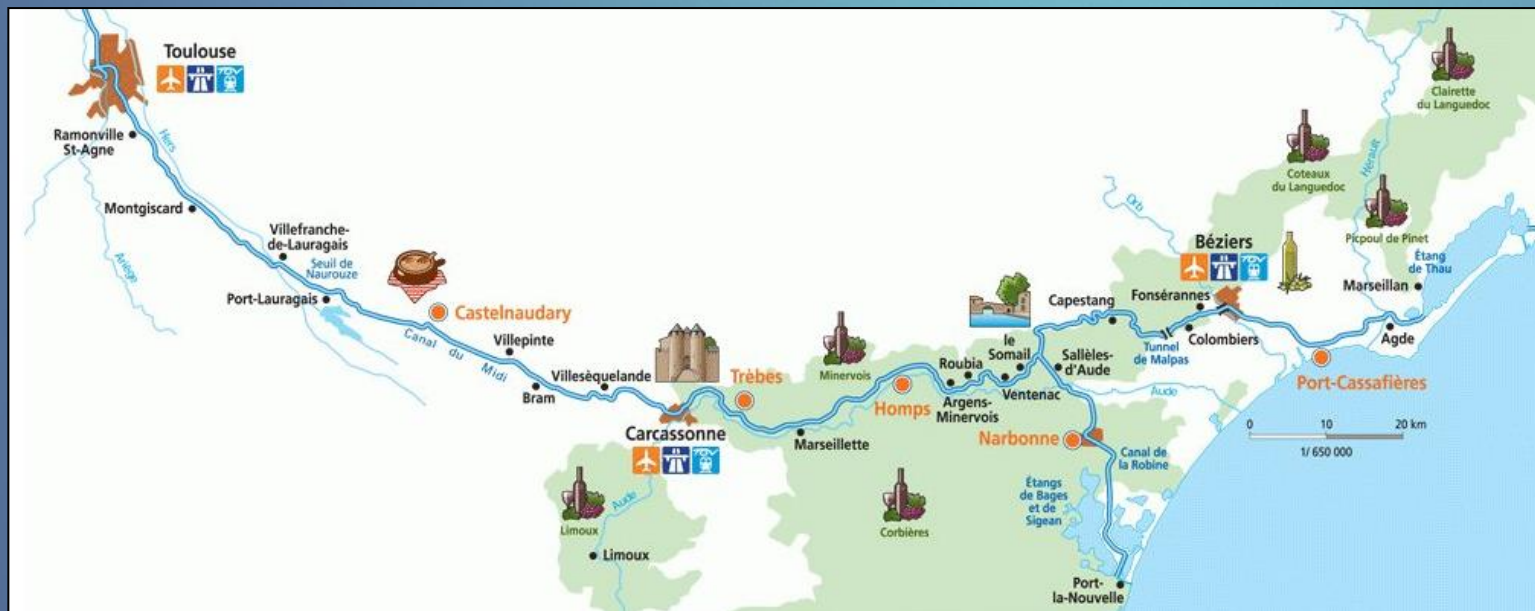 Toulouse
TGV
Ramonville
St-Agne
Hers
Montgiscard
Ariège
Villefranche-
de-Lauragais
Seuil de
Naurouze
Port-Lauragais
Castelnaudary
Canal du Midi
Villepinte
Bram
Villesèquelande
Carcassonne
TGV
Aude
Limoux
Limoux
Trèbes
Marseillette
Minervois
Homps
Corbières
Roubia
Argens-
Minervois
le
Somail
Ventenac
Sallèles-
d'Aude
Aude
Narbonne
Canal de
la Robine
Étangs
de Bages
et de
Sigean
Port-
la-Nouvelle
Capestang
Tunnel
de Malpas
Fonsérannes
Colombiers
Orb
Béziers
TGV
Coteaux
du Languedoc
Clairette
du Languedoc
Hérault
Picpoul de Pinet
Étang
de Thau
Marseillan
Agde
Port-Cassafières
0 10 20 km
1/ 650 000